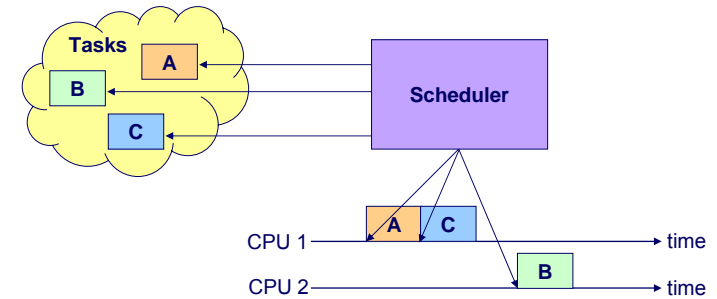 Tasks
A
B
C
Scheduler
A C
CPU 1 time
B
CPU 2 time